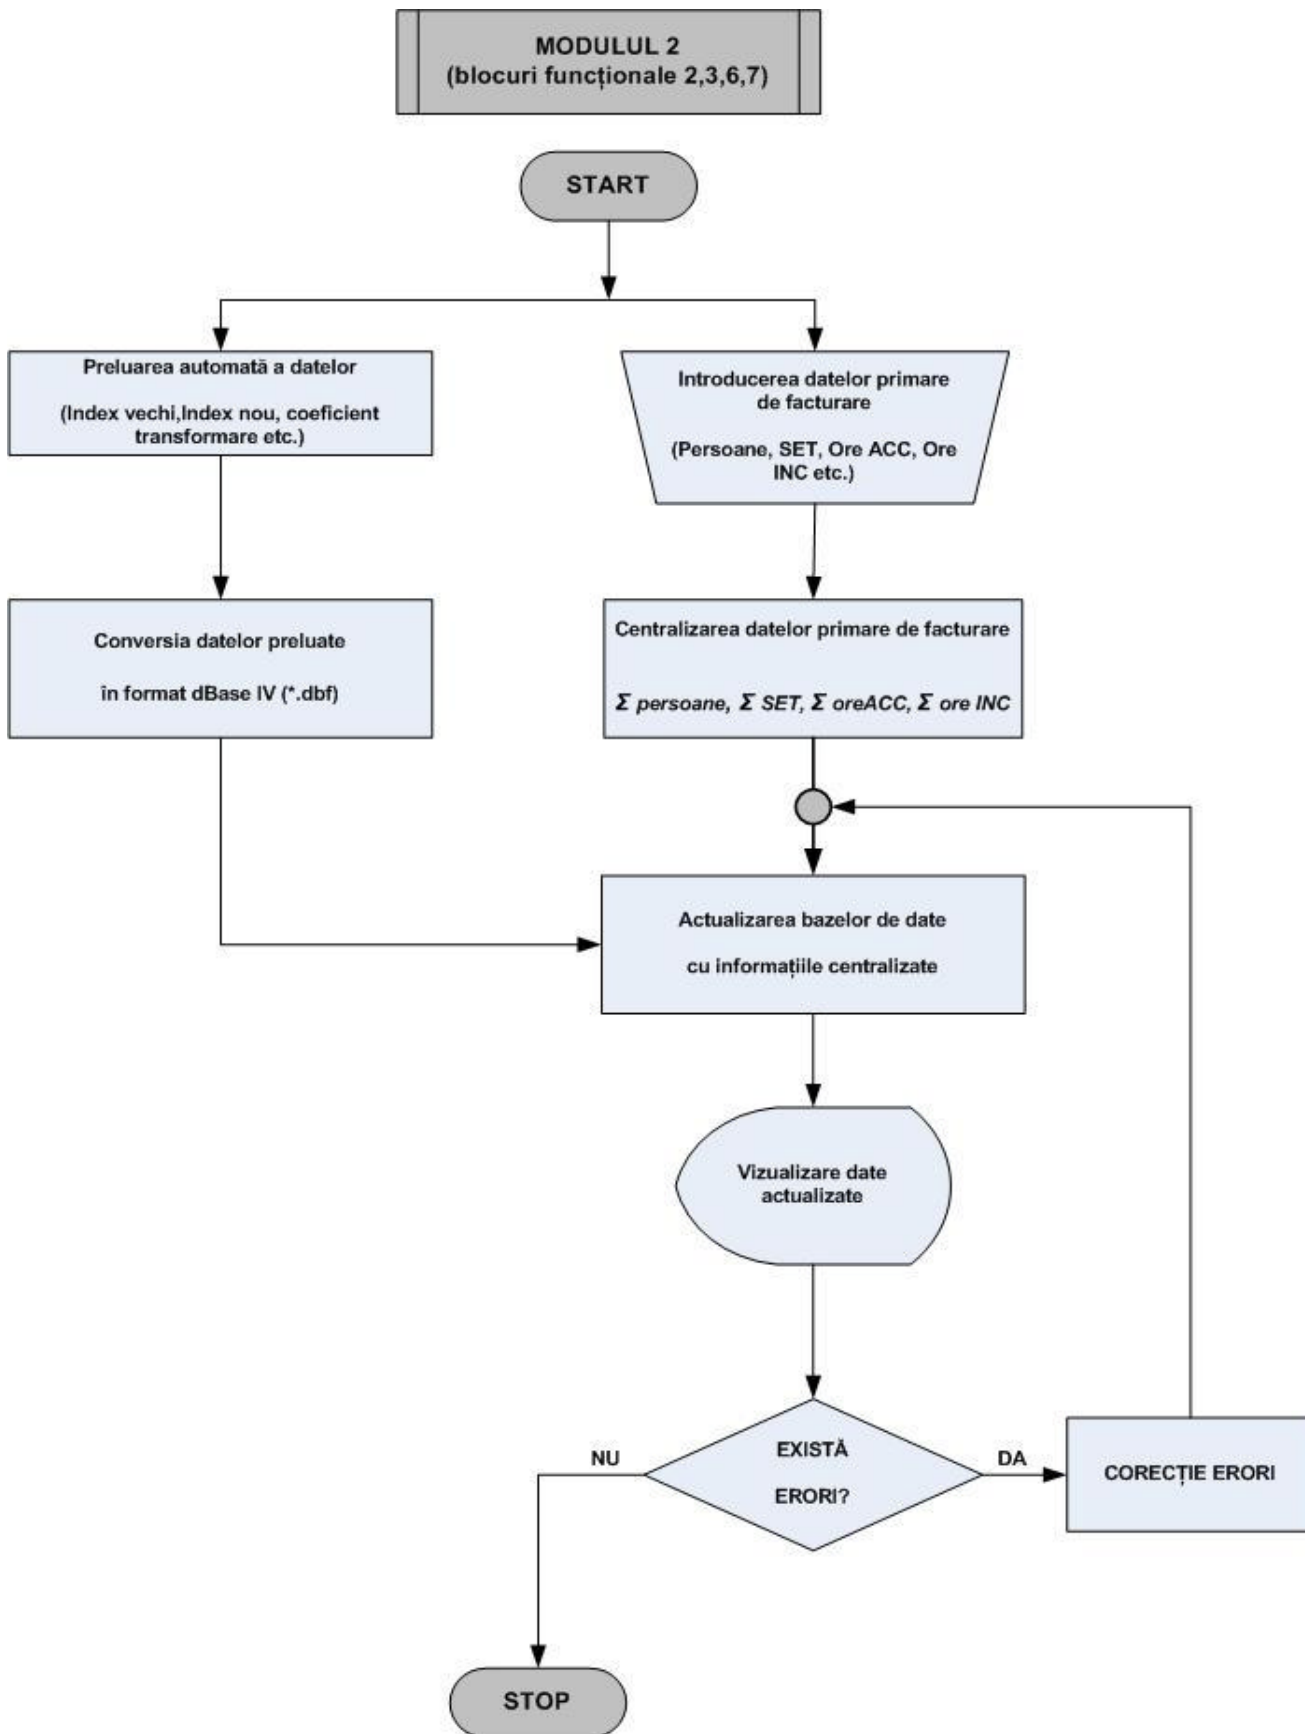 MODULUL 2
(blocuri funcționale 2,3,6,7)
START
Preluarea automată a datelor
(Index vechi,Index nou, coeficient
transformare etc.)
Introducerea datelor primare
de facturare
(Persoane, SET, Ore ACC, Ore
INC etc.)
Conversia datelor preluate
în format dBase IV (*.dbf)
Centralizarea datelor primare de facturare
Σ persoane, Σ SET, Σ oreACC, Σ ore INC
Actualizarea bazelor de date
cu informațiile centralizate
Vizualizare date
actualizate
EXISTĂ
ERORI?
NU
DA
CORECȚIE ERORI
STOP